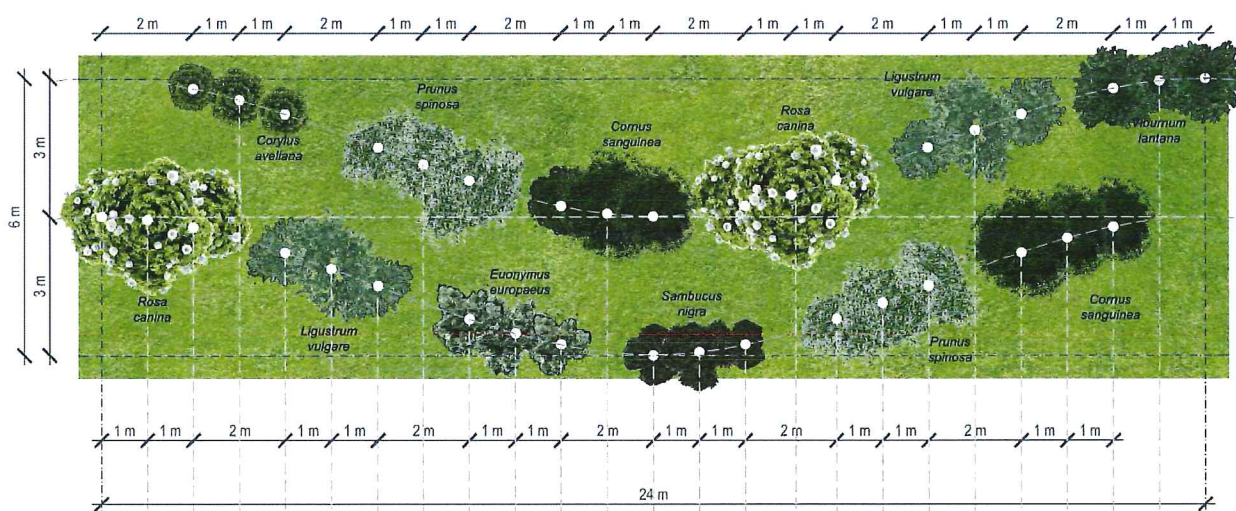 2 m 1 m 1 m 2 m 1 m 1 m 2 m 1 m 1 m 2 m 1 m 1 m 2 m 1 m 1 m 2 m 1 m 1 m
6 m
3 m
3 m
Corylus
avellana
Prunus
spinosa
Cornus
sanguinea
Rosa
canina
Ligustrum
vulgare
Viburnum
lantana
Rosa
canina
Ligustrum
vulgare
Euonymus
europaeus
Sambucus
nigra
Prunus
spinosa
Cornus
sanguinea
1 m 1 m 2 m 1 m 1 m 2 m 1 m 1 m 2 m 1 m 1 m 2 m 1 m 1 m 2 m 1 m 1 m
24 m